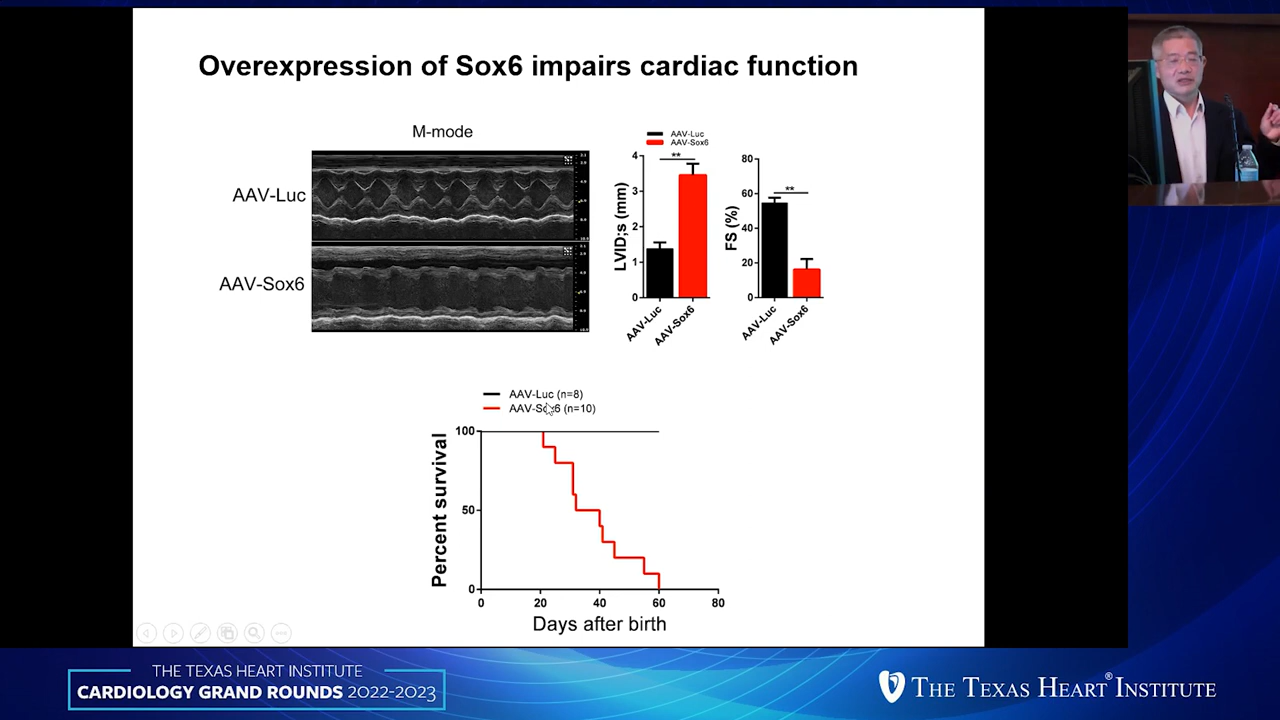 Overexpression of Sox6 impairs cardiac function
M-mode
AAV-Luc
AAV-Sox6
AAV-Luc
AAV-Sox6
**
4
3
2
1
0
LVID;s (mm)
AAV-Luc
AAV-Sox6
**
80
60
40
20
0
FS (%)
AAV-Luc
AAV-Sox6
AAV-Luc (n=8)
AAV-Sox6 (n=10)
100
50
0
Percent survival
0 20 40 60 80
Days after birth
THE TEXAS HEART INSTITUTE
CARDIOLOGY GRAND ROUNDS 2022-2023
THE TEXAS HEART® INSTITUTE